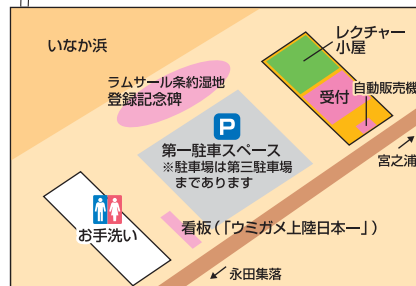 いなか浜
レクチャー
小屋
ラムサール条約湿地
登録記念碑
受付
自動販売機
P
第一駐車スペース
※駐車場は第三駐車場
まであります
宮之浦
お手洗い
看板(「ウミガメ上陸日本一」)
永田集落